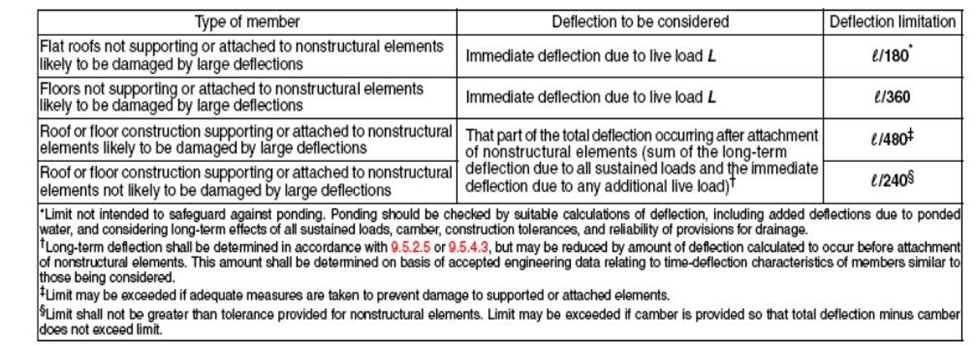 Type of member Deflection to be considered Deflection limitation
Flat roofs not supporting or attached to nonstructural elements
likely to be damaged by large deflections
Immediate deflection due to live load L
ℓ/180*
Floors not supporting or attached to nonstructural elements
likely to be damaged by large deflections
Immediate deflection due to live load L
ℓ/360
Roof or floor construction supporting or attached to nonstructural
elements likely to be damaged by large deflections
That part of the total deflection occurring after attachment
of nonstructural elements (sum of the long-term
deflection due to all sustained loads and the immediate
deflection due to any additional live load)†
ℓ/480‡
Roof or floor construction supporting or attached to nonstructural
elements not likely to be damaged by large deflections
ℓ/240§
*Limit not intended to safeguard against ponding. Ponding should be checked by suitable calculations of deflection, including added deflections due to ponded
water, and considering long-term effects of all sustained loads, camber, construction tolerances, and reliability of provisions for drainage.
†Long-term deflection shall be determined in accordance with 9.5.2.5 or 9.5.4.3, but may be reduced by amount of deflection calculated to occur before attachment
of nonstructural elements. This amount shall be determined on basis of accepted engineering data relating to time-deflection characteristics of members similar to
those being considered.
‡Limit may be exceeded if adequate measures are taken to prevent damage to supported or attached elements.
§Limit shall not be greater than tolerance provided for nonstructural elements. Limit may be exceeded if camber is provided so that total deflection minus camber
does not exceed limit.